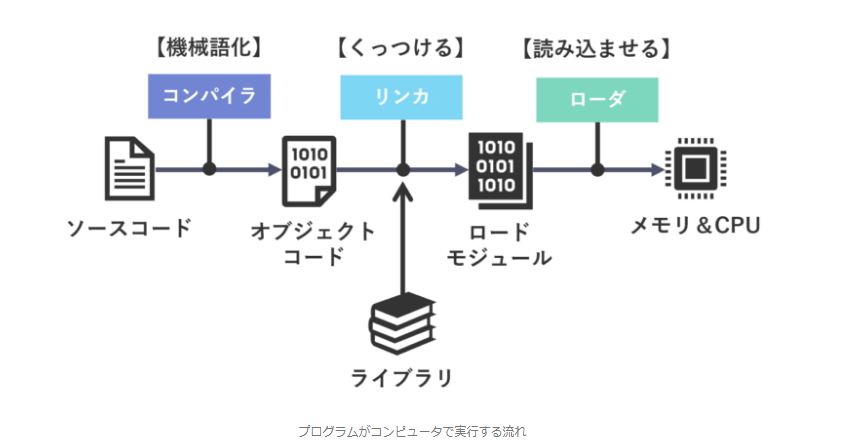 【機械語化】
【くっつける】
【読み込ませる】
コンパイラ
リンカ
ローダ
1010
0101
1010
0101
1010
ソースコード
オブジェクト
コード
ロード
モジュール
メモリ&CPU
ライブラリ
プログラムがコンピュータで実行する流れ